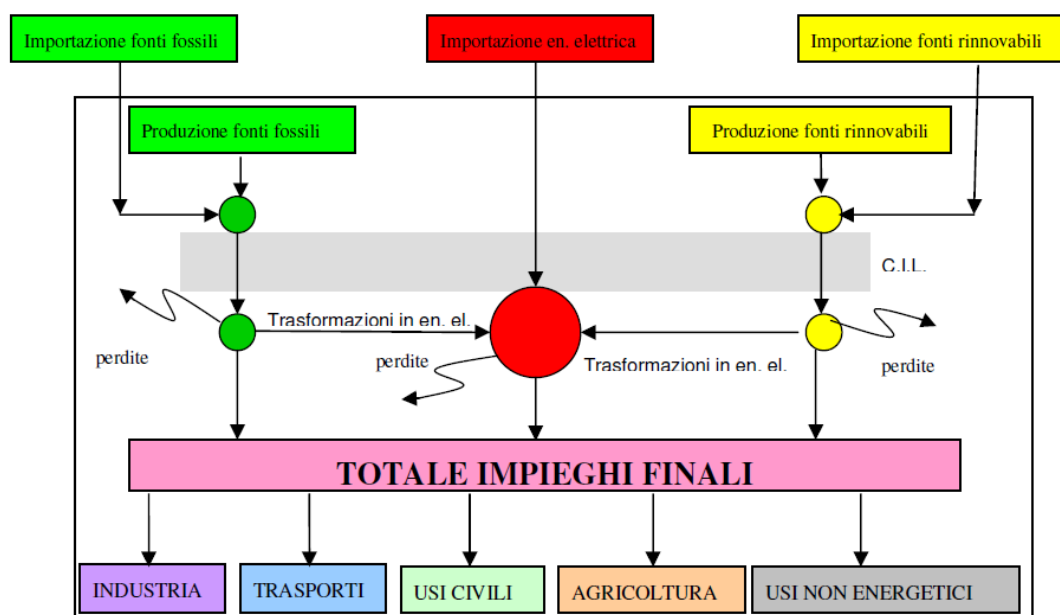 Importazione fonti fossili
Importazione en. elettrica
Importazione fonti rinnovabili
Produzione fonti fossili
Produzione fonti rinnovabili
C.I.L.
Trasformazioni in en. el.
perdite
perdite
Trasformazioni in en. el.
perdite
TOTALE IMPIEGHI FINALI
INDUSTRIA
TRASPORTI
USI CIVILI
AGRICOLTURA
USI NON ENERGETICI